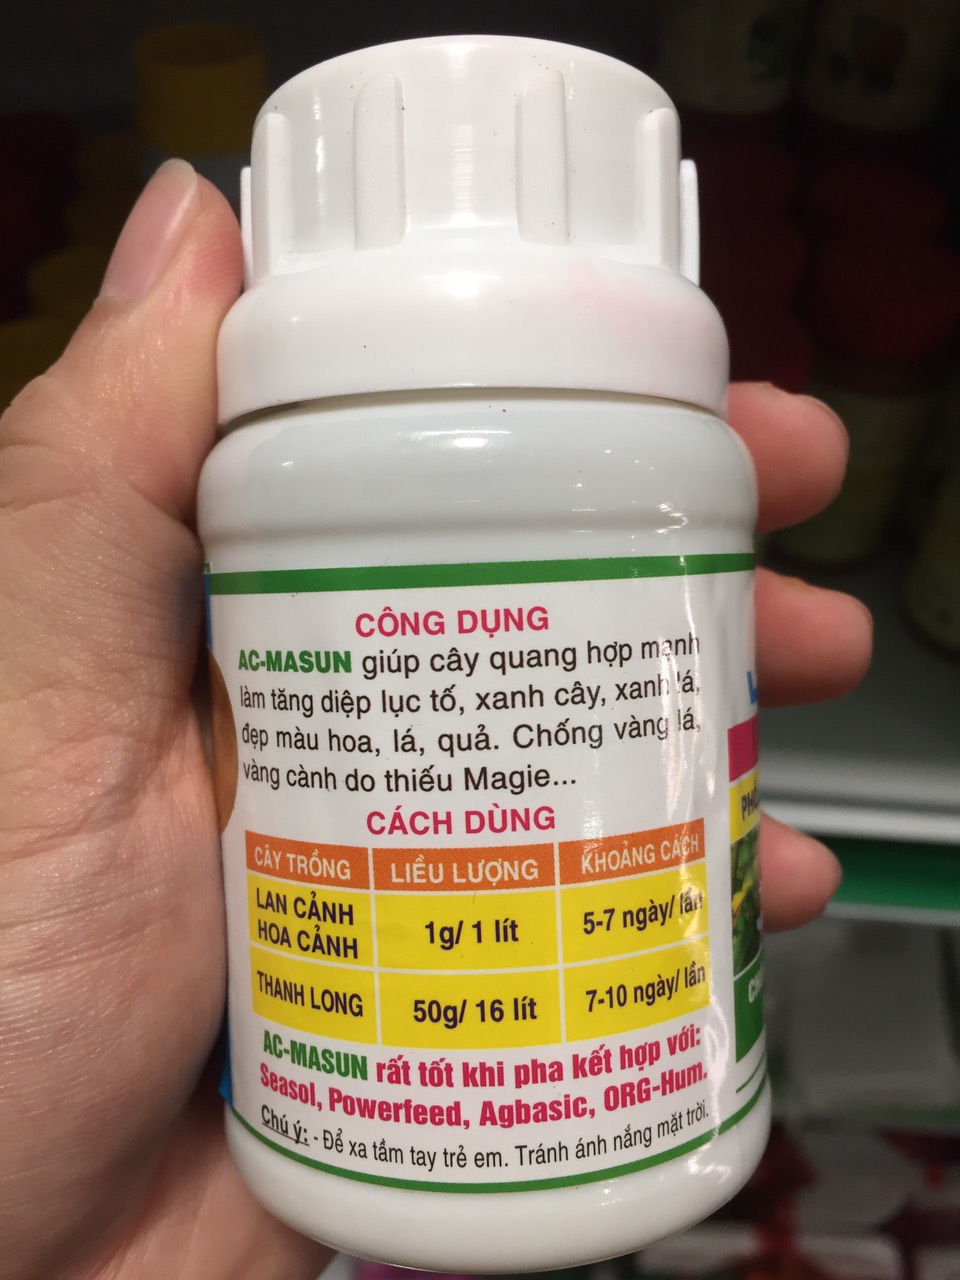 CÔNG DỤNG
AC-MASUN giúp cây quang hợp mạnh
làm tăng diệp lục tố, xanh cây, xanh lá,
đẹp màu hoa, lá, quả. Chống vàng lá,
vàng cành do thiếu Magie...
CÁCH DÙNG
CÂY TRỒNG LIỀU LƯỢNG KHOẢNG CÁCH
LAN CẢNH
HOA CẢNH 1g/ 1 lít 5-7 ngày/ lần
THANH LONG 50g/ 16 lít 7-10 ngày/ lần
AC-MASUN rất tốt khi pha kết hợp với:
Seasol, Powerfeed, Agbasic, ORG-Hum.
Chú ý: - Để xa tầm tay trẻ em. Tránh ánh nắng mặt trời.